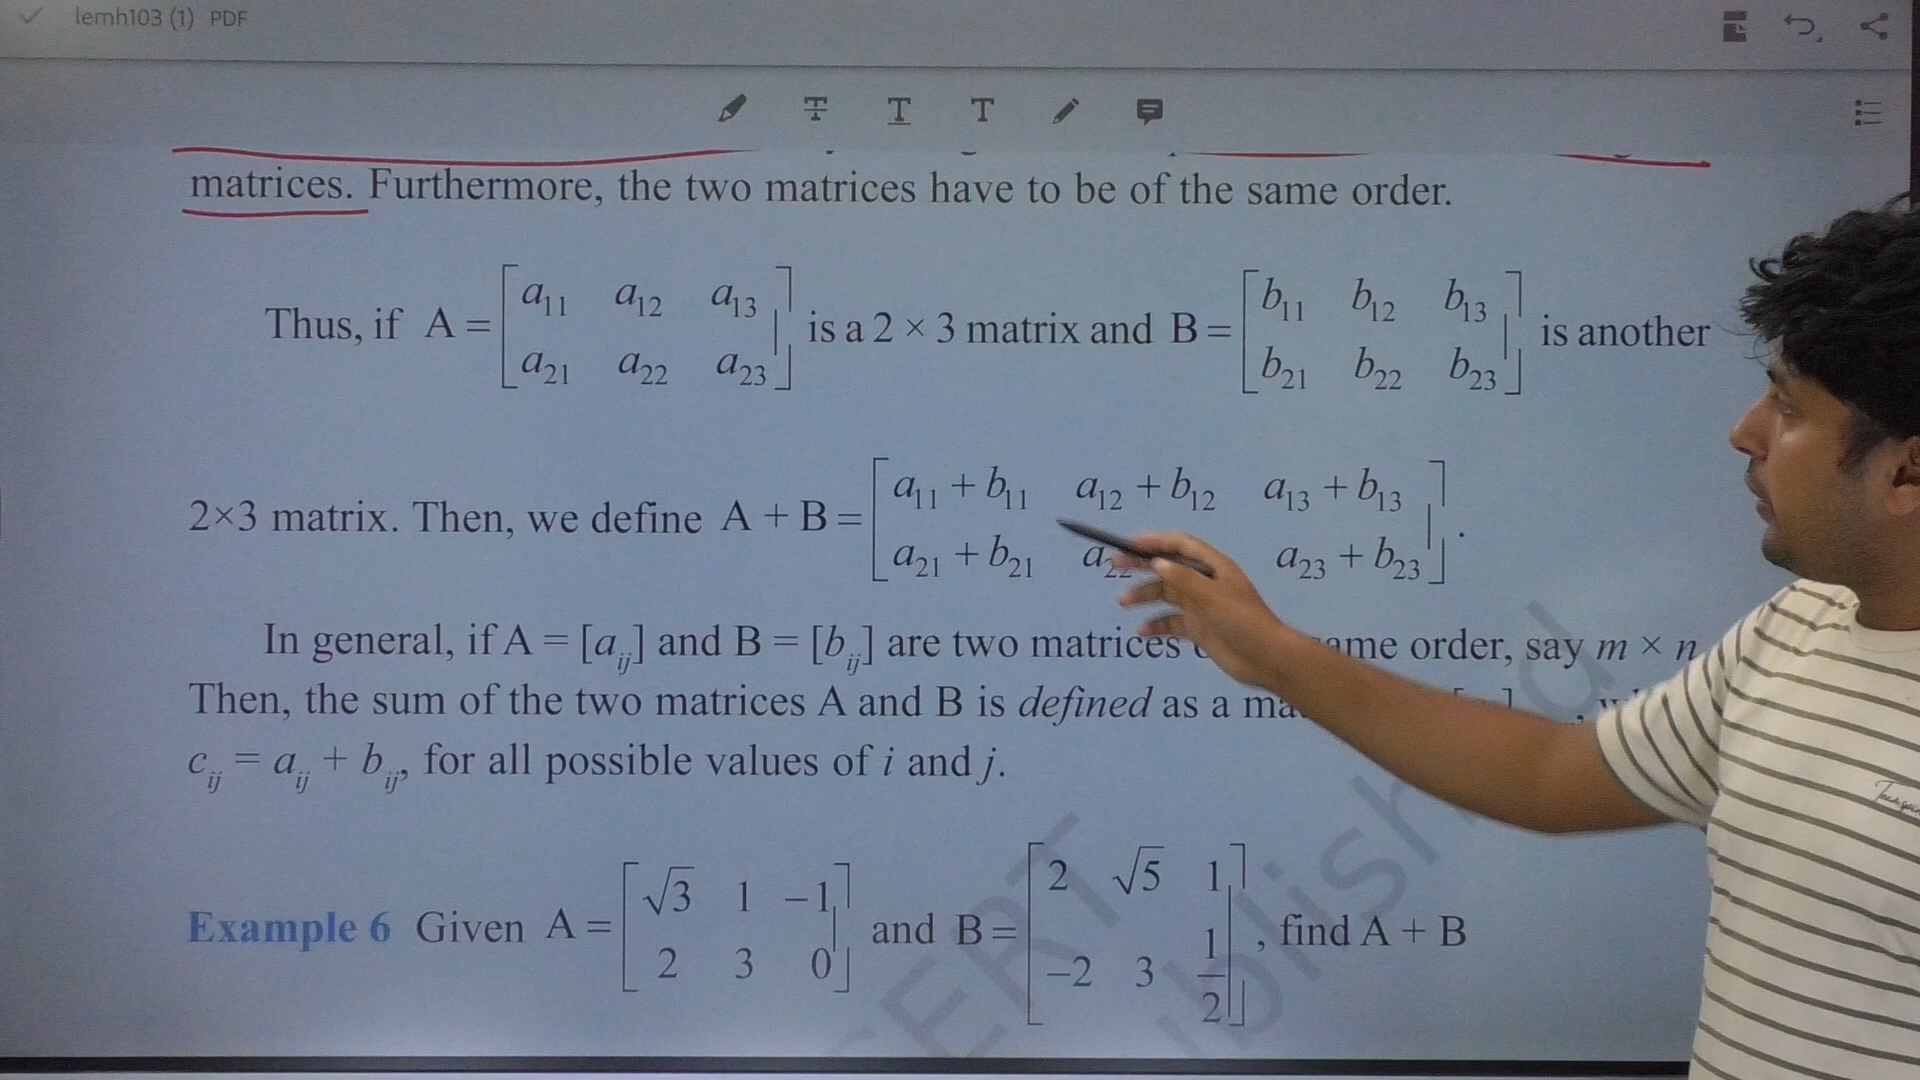 lemh103 (1) PDF
T T T
matrices. Furthermore, the two matrices have to be of the same order.
Thus, if A = [a₁₁ a₁₂ a₁₃ a₂₁ a₂₂ a₂₃] is a 2 × 3 matrix and B = [b₁₁ b₁₂ b₁₃ b₂₁ b₂₂ b₂₃] is another
2×3 matrix. Then, we define A + B = [a₁₁ + b₁₁ a₁₂ + b₁₂ a₁₃ + b₁₃ a₂₁ + b₂₁ a₂₂ a₂₃ + b₂₃].
In general, if A = [aᵢⱼ] and B = [bᵢⱼ] are two matrices order, say m × n
Then, the sum of the two matrices A and B is defined as a
cᵢⱼ = aᵢⱼ + bᵢⱼ, for all possible values of i and j.
Example 6 Given A = [√3 1 −1 2 3 0] and B = [2 √5 1 −2 3 1/2], find A + B